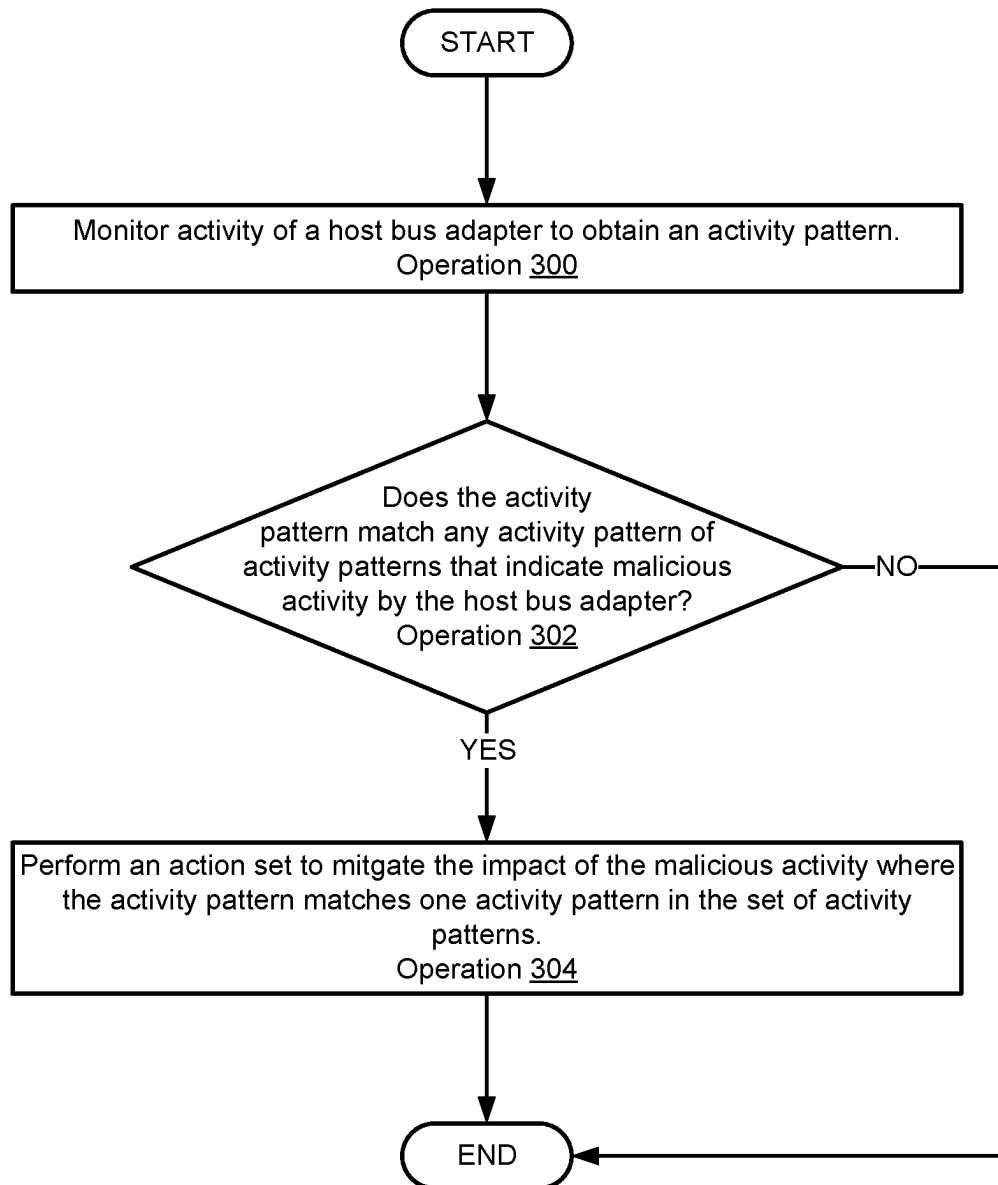 START
Monitor activity of a host bus adapter to obtain an activity pattern.
Operation 300
Does the activity
pattern match any activity pattern of
activity patterns that indicate malicious
activity by the host bus adapter?
Operation 302
NO
YES
Perform an action set to mitgate the impact of the malicious activity where
the activity pattern matches one activity pattern in the set of activity
patterns.
Operation 304
END